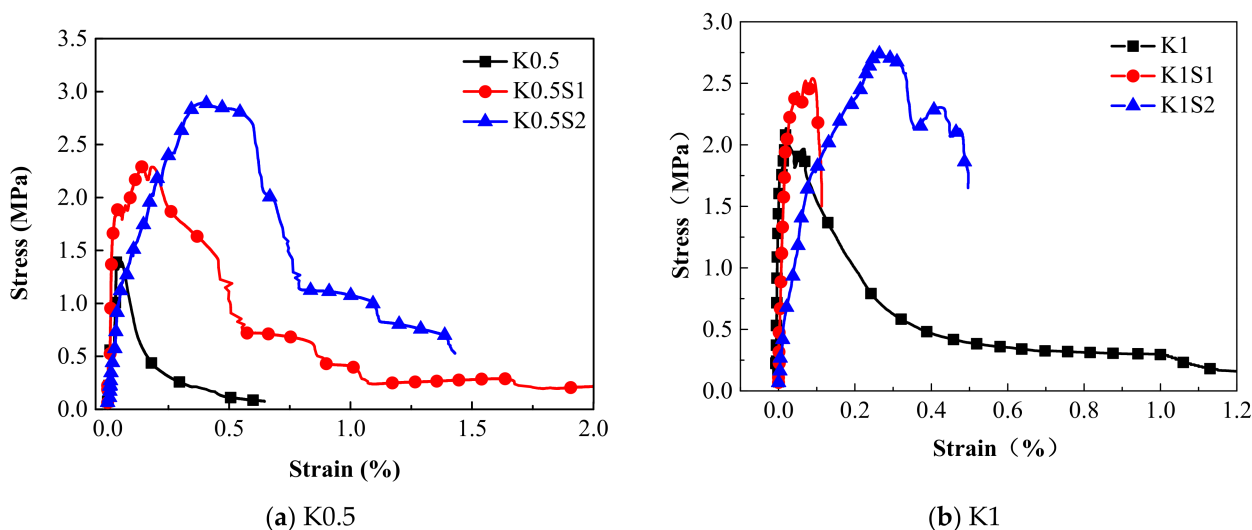 3.5
3.0
2.5
2.0
1.5
1.0
0.5
0.0
Stress (MPa)
K0.5
K0.5S1
K0.5S2
0.0 0.5 1.0 1.5 2.0
Strain (%)
(a) K0.5
3.0
2.5
2.0
1.5
1.0
0.5
0.0
Stress（MPa）
K1
K1S1
K1S2
0.0 0.2 0.4 0.6 0.8 1.0 1.2
Strain（%）
(b) K1